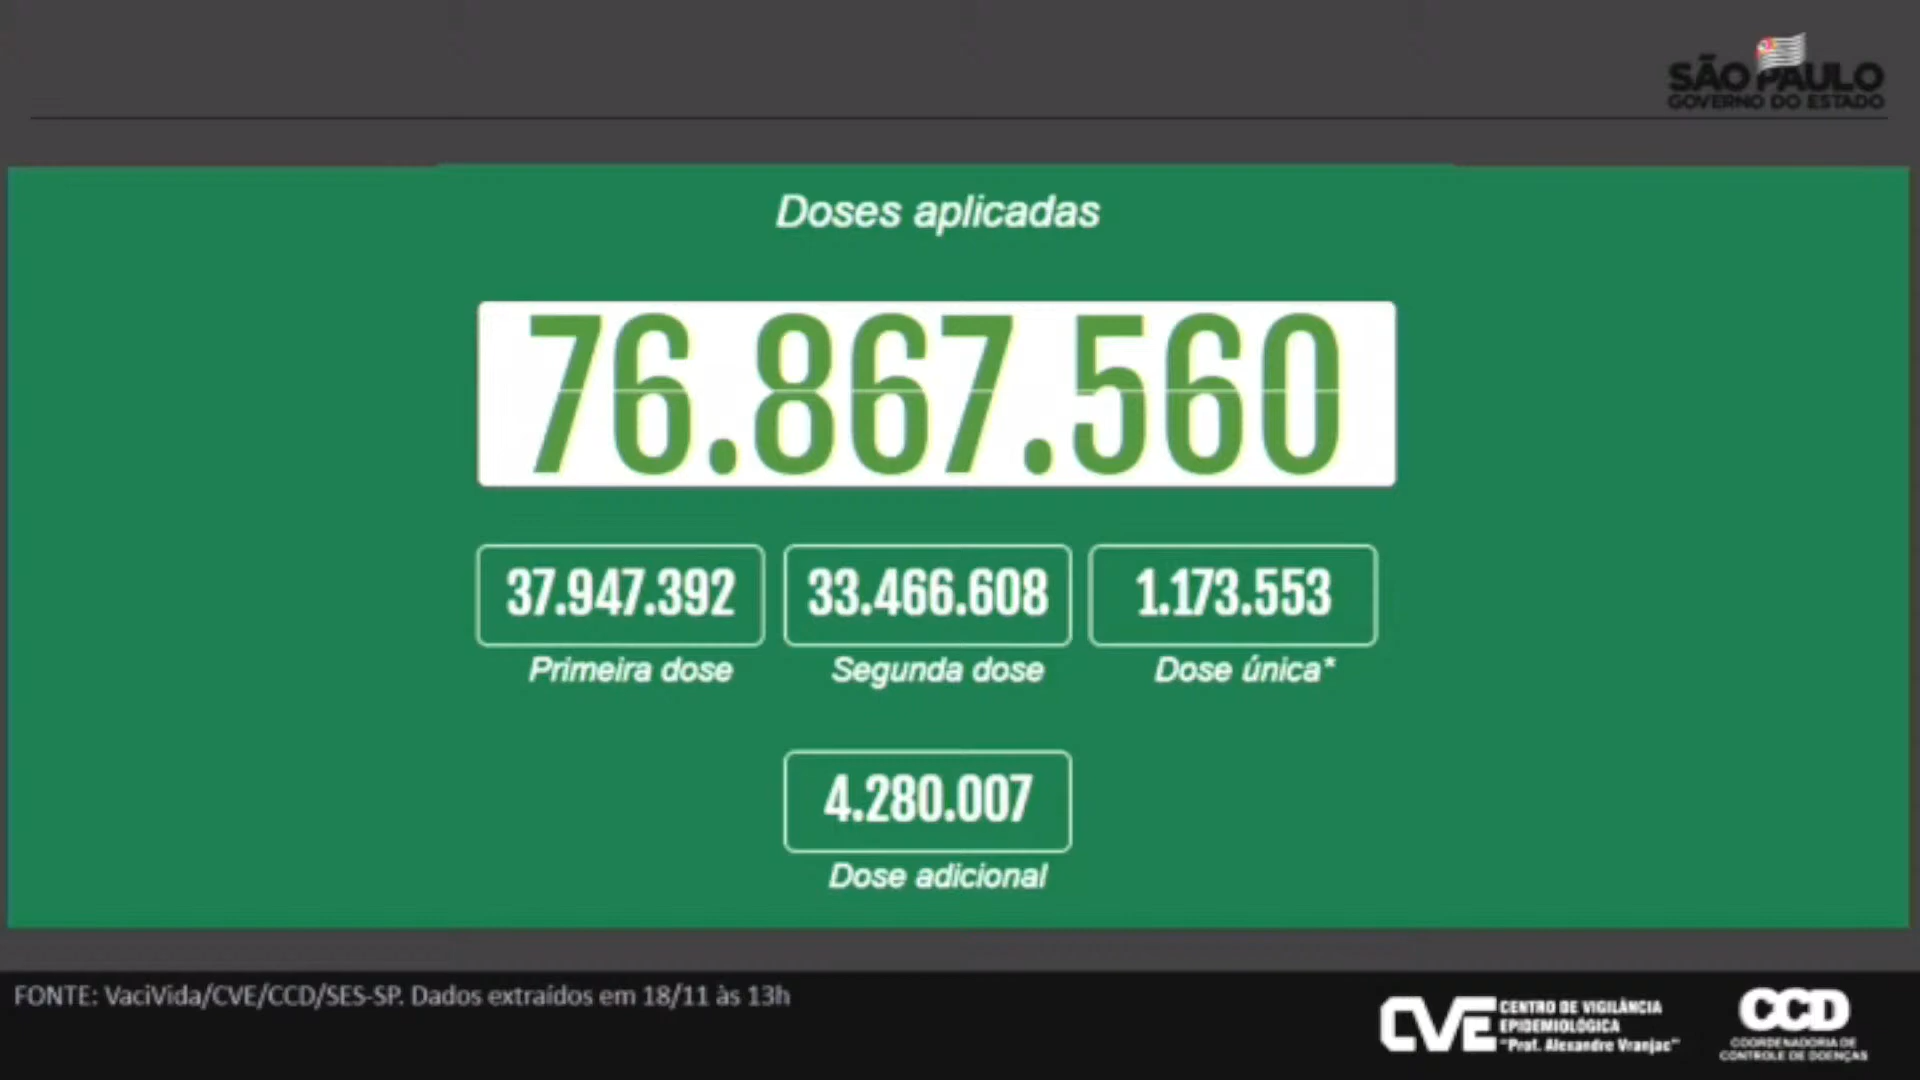 SÃO PAULO
GOVERNO DO ESTADO
Doses aplicadas
76.867.560
37.947.392 33.466.608 1.173.553
Primeira dose Segunda dose Dose única*
4.280.007
Dose adicional
FONTE: VaciVida/CVE/CCD/SES-SP. Dados extraídos em 18/11 às 13h
CVE CENTRO DE VIGILÂNCIA
EPIDEMIOLÓGICA
"Prof. Alexandre Vranjac"
CCD
COORDENADORIA DE
CONTROLE DE DOENÇAS